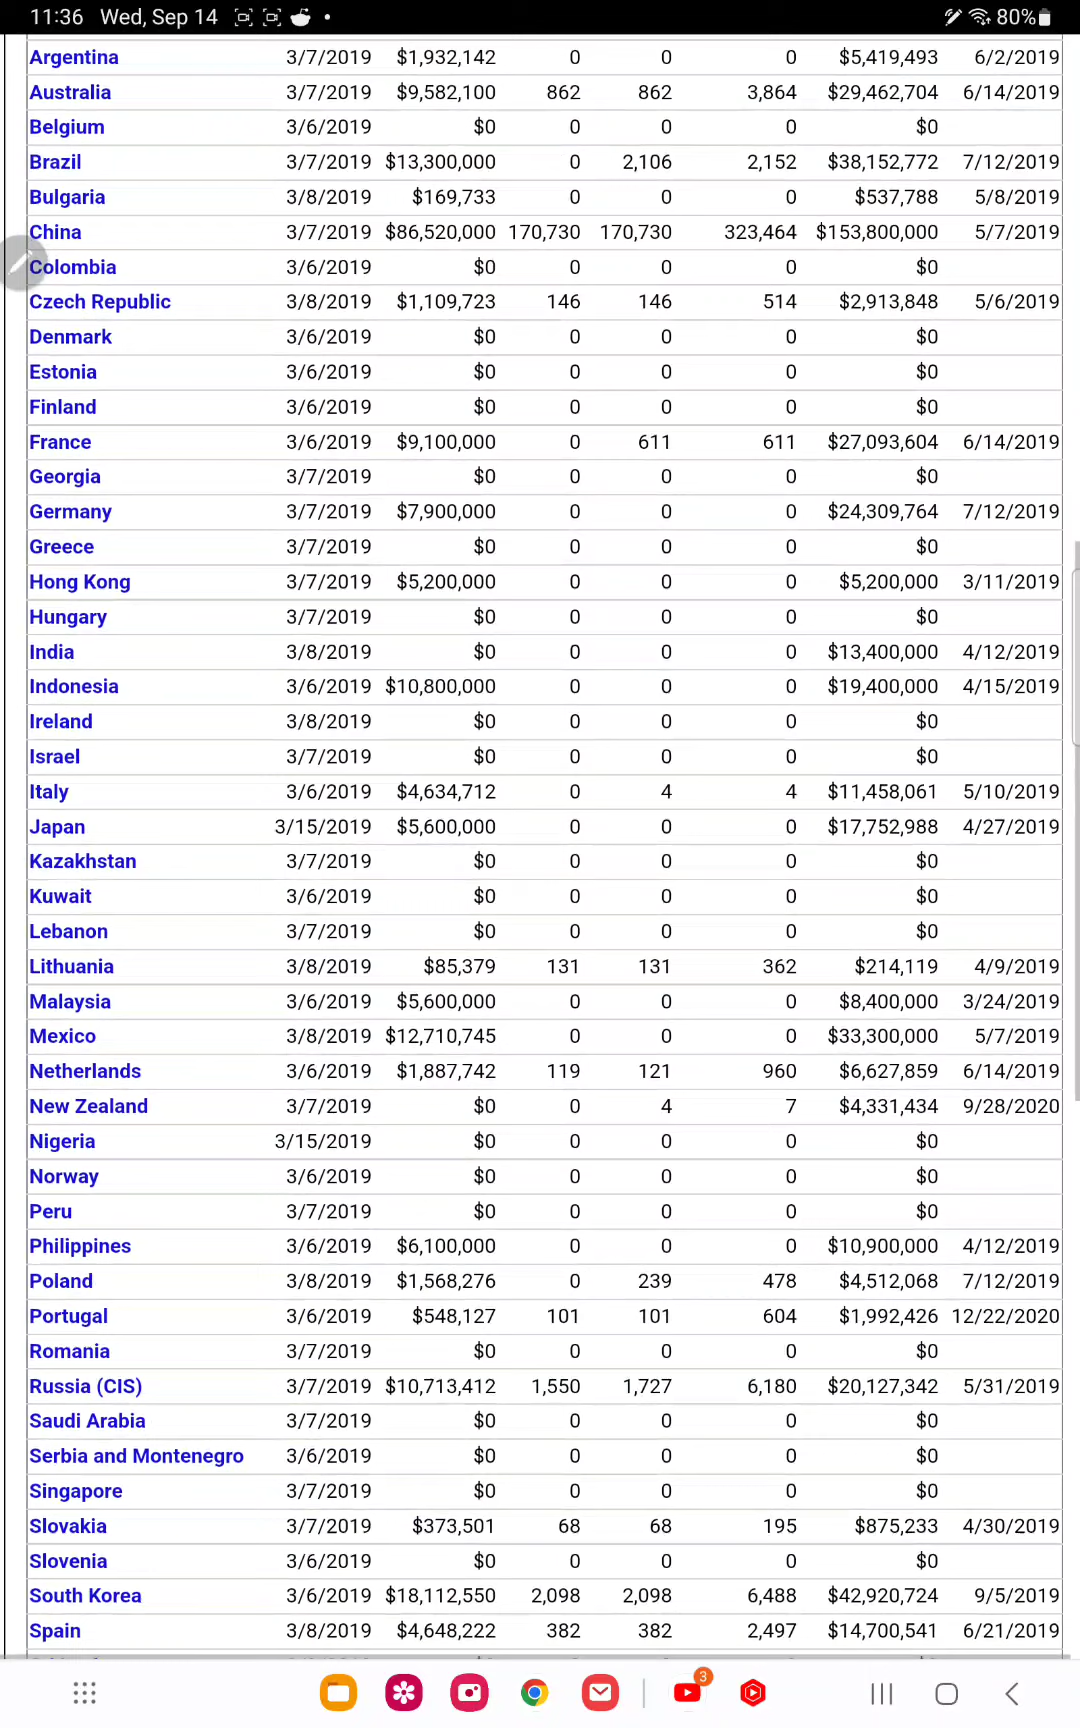 11:36 Wed, Sep 14 80%
Argentina 3/7/2019 $1,932,142 0 0 0 $5,419,493 6/2/2019
Australia 3/7/2019 $9,582,100 862 862 3,864 $29,462,704 6/14/2019
Belgium 3/6/2019 $0 0 0 0 $0
Brazil 3/7/2019 $13,300,000 0 2,106 2,152 $38,152,772 7/12/2019
Bulgaria 3/8/2019 $169,733 0 0 0 $537,788 5/8/2019
China 3/7/2019 $86,520,000 170,730 170,730 323,464 $153,800,000 5/7/2019
Colombia 3/6/2019 $0 0 0 0 $0
Czech Republic 3/8/2019 $1,109,723 146 146 514 $2,913,848 5/6/2019
Denmark 3/6/2019 $0 0 0 0 $0
Estonia 3/6/2019 $0 0 0 0 $0
Finland 3/6/2019 $0 0 0 0 $0
France 3/6/2019 $9,100,000 0 611 611 $27,093,604 6/14/2019
Georgia 3/7/2019 $0 0 0 0 $0
Germany 3/7/2019 $7,900,000 0 0 0 $24,309,764 7/12/2019
Greece 3/7/2019 $0 0 0 0 $0
Hong Kong 3/7/2019 $5,200,000 0 0 0 $5,200,000 3/11/2019
Hungary 3/7/2019 $0 0 0 0 $0
India 3/8/2019 $0 0 0 0 $13,400,000 4/12/2019
Indonesia 3/6/2019 $10,800,000 0 0 0 $19,400,000 4/15/2019
Ireland 3/8/2019 $0 0 0 0 $0
Israel 3/7/2019 $0 0 0 0 $0
Italy 3/6/2019 $4,634,712 0 4 4 $11,458,061 5/10/2019
Japan 3/15/2019 $5,600,000 0 0 0 $17,752,988 4/27/2019
Kazakhstan 3/7/2019 $0 0 0 0 $0
Kuwait 3/6/2019 $0 0 0 0 $0
Lebanon 3/7/2019 $0 0 0 0 $0
Lithuania 3/8/2019 $85,379 131 131 362 $214,119 4/9/2019
Malaysia 3/6/2019 $5,600,000 0 0 0 $8,400,000 3/24/2019
Mexico 3/8/2019 $12,710,745 0 0 0 $33,300,000 5/7/2019
Netherlands 3/6/2019 $1,887,742 119 121 960 $6,627,859 6/14/2019
New Zealand 3/7/2019 $0 0 4 7 $4,331,434 9/28/2020
Nigeria 3/15/2019 $0 0 0 0 $0
Norway 3/6/2019 $0 0 0 0 $0
Peru 3/7/2019 $0 0 0 0 $0
Philippines 3/6/2019 $6,100,000 0 0 0 $10,900,000 4/12/2019
Poland 3/8/2019 $1,568,276 0 239 478 $4,512,068 7/12/2019
Portugal 3/6/2019 $548,127 101 101 604 $1,992,426 12/22/2020
Romania 3/7/2019 $0 0 0 0 $0
Russia (CIS) 3/7/2019 $10,713,412 1,550 1,727 6,180 $20,127,342 5/31/2019
Saudi Arabia 3/7/2019 $0 0 0 0 $0
Serbia and Montenegro 3/6/2019 $0 0 0 0 $0
Singapore 3/7/2019 $0 0 0 0 $0
Slovakia 3/7/2019 $373,501 68 68 195 $875,233 4/30/2019
Slovenia 3/6/2019 $0 0 0 0 $0
South Korea 3/6/2019 $18,112,550 2,098 2,098 6,488 $42,920,724 9/5/2019
Spain 3/8/2019 $4,648,222 382 382 2,497 $14,700,541 6/21/2019
3